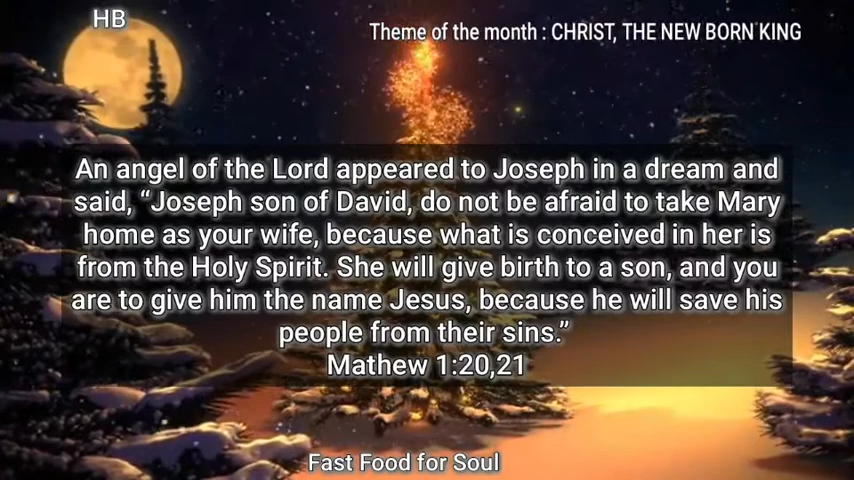 HB
Theme of the month : CHRIST, THE NEW BORN KING
An angel of the Lord appeared to Joseph in a dream and
said, “Joseph son of David, do not be afraid to take Mary
home as your wife, because what is conceived in her is
from the Holy Spirit. She will give birth to a son, and you
are to give him the name Jesus, because he will save his
people from their sins.”
Mathew 1:20,21
Fast Food for Soul